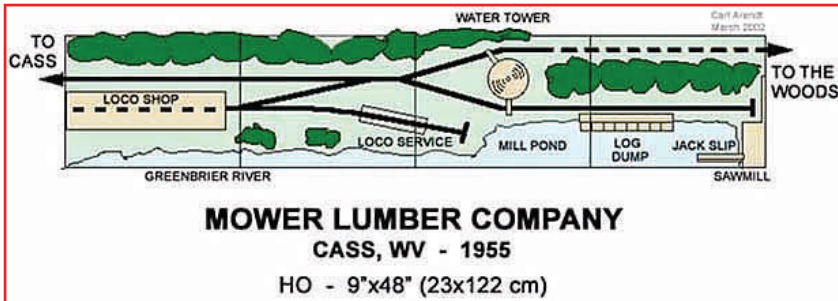 Carl Arendt
March 2002
WATER TOWER
TO
CASS
TO THE
WOODS
LOCO SHOP
LOCO SERVICE
MILL POND
LOG
DUMP
JACK SLIP
GREENBRIER RIVER
SAWMILL
MOWER LUMBER COMPANY
CASS, WV - 1955
HO - 9"x48" (23x122 cm)